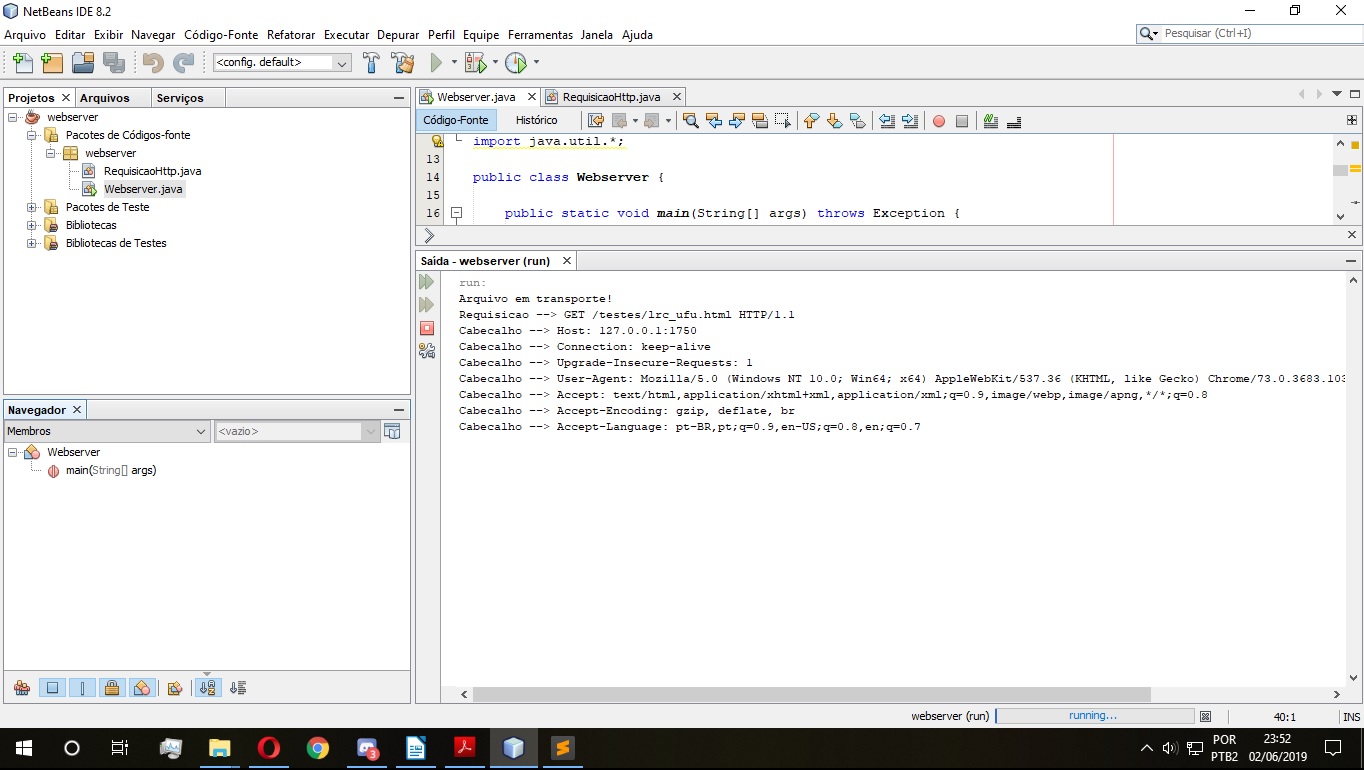 NetBeans IDE 8.2
Arquivo Editar Exibir Navegar Código-Fonte Refatorar Executar Depurar Perfil Equipe Ferramentas Janela Ajuda
Pesquisar (Ctrl+I)
<config. default>
Projetos Arquivos Serviços
webserver
Pacotes de Códigos-fonte
webserver
RequisicaoHttp.java
Webserver.java
Pacotes de Teste
Bibliotecas
Bibliotecas de Testes
Navegador
Membros <vazio>
Webserver
main(String[] args)
Webserver.java RequisicaoHttp.java
Código-Fonte Histórico
import java.util.*;
13
14 public class Webserver {
15
16 public static void main(String[] args) throws Exception {
Saída - webserver (run)
run:
Arquivo em transporte!
Requisicao --> GET /testes/lrc_ufu.html HTTP/1.1
Cabecalho --> Host: 127.0.0.1:1750
Cabecalho --> Connection: keep-alive
Cabecalho --> Upgrade-Insecure-Requests: 1
Cabecalho --> User-Agent: Mozilla/5.0 (Windows NT 10.0; Win64; x64) AppleWebKit/537.36 (KHTML, like Gecko) Chrome/73.0.3683.103
Cabecalho --> Accept: text/html,application/xhtml+xml,application/xml;q=0.9,image/webp,image/apng,*/*;q=0.8
Cabecalho --> Accept-Encoding: gzip, deflate, br
Cabecalho --> Accept-Language: pt-BR,pt;q=0.9,en-US;q=0.8,en;q=0.7
webserver (run) running... 40:1 INS
3
POR
PTB2
23:52
02/06/2019